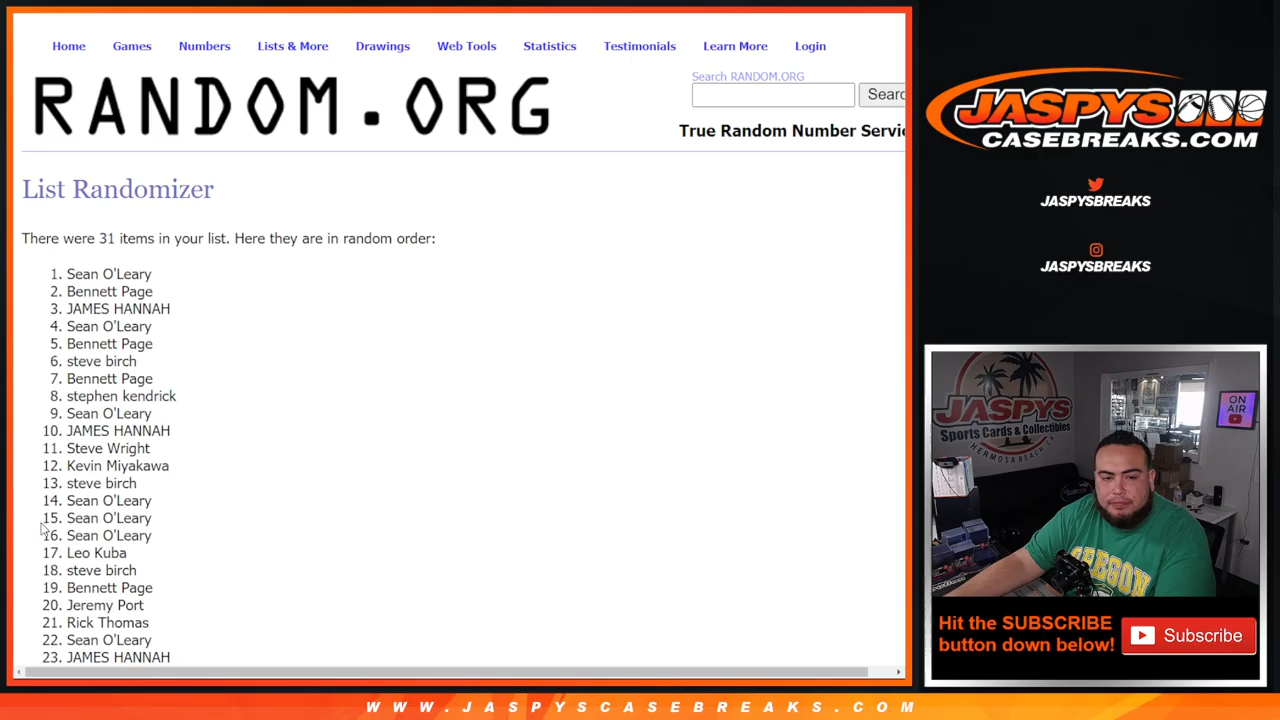 Home Games Numbers Lists & More Drawings Web Tools Statistics Testimonials Learn More Login
RANDOM.ORG
Search RANDOM.ORG
Searc
True Random Number Servic
List Randomizer
There were 31 items in your list. Here they are in random order:
1. Sean O'Leary
2. Bennett Page
3. JAMES HANNAH
4. Sean O'Leary
5. Bennett Page
6. steve birch
7. Bennett Page
8. stephen kendrick
9. Sean O'Leary
10. JAMES HANNAH
11. Steve Wright
12. Kevin Miyakawa
13. steve birch
14. Sean O'Leary
15. Sean O'Leary
16. Sean O'Leary
17. Leo Kuba
18. steve birch
19. Bennett Page
20. Jeremy Port
21. Rick Thomas
22. Sean O'Leary
23. JAMES HANNAH
JASPYS
CASEBREAKS.COM
JASPYSBREAKS
JASPYSBREAKS
JASPYS
Sports Cards & Collectibles
HERMOSA BEACH, CA
ON
AIR
OREGON
Hit the SUBSCRIBE
button down below!
Subscribe
WWW.JASPYSCASEBREAKS.COM